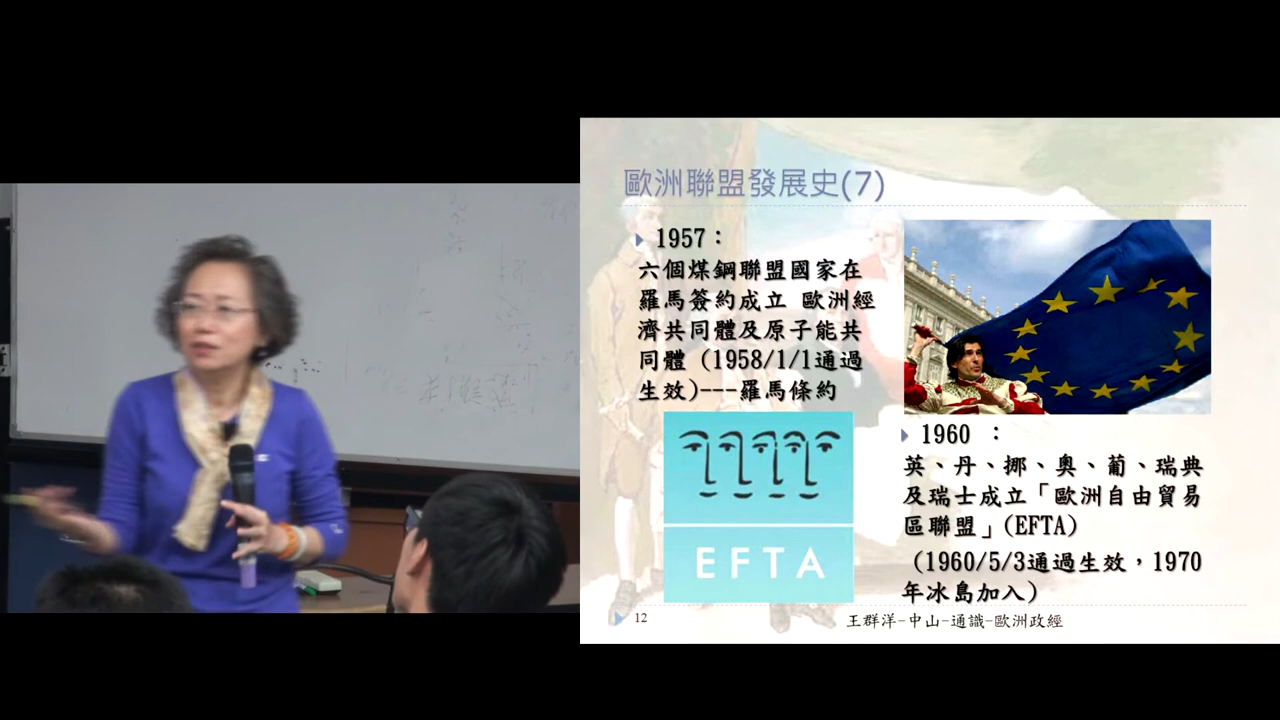 歐洲聯盟發展史(7)
1957：
六個煤鋼聯盟國家在
羅馬簽約成立 歐洲經
濟共同體及原子能共
同體 (1958/1/1通過
生效)---羅馬條約
EFTA
1960 ：
英、丹、挪、奧、葡、瑞典
及瑞士成立「歐洲自由貿易
區聯盟」(EFTA)
(1960/5/3通過生效，1970
年冰島加入)
12
王群洋-中山-通識-歐洲政經